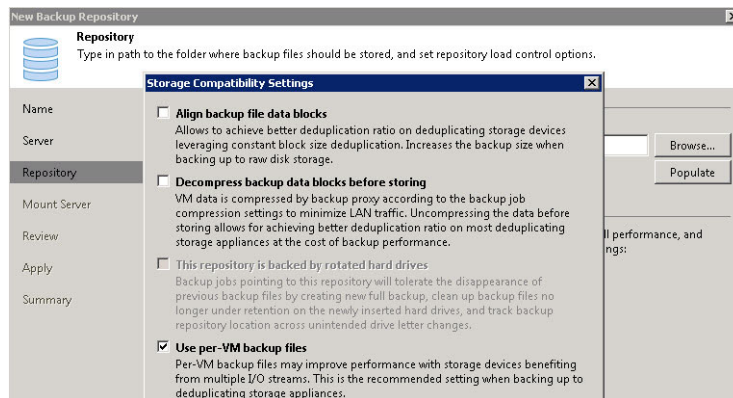 New Backup Repository
Repository
Type in path to the folder where backup files should be stored, and set repository load control options.
Storage Compatibility Settings
Name
Server
Repository
Mount Server
Review
Apply
Summary
Align backup file data blocks
Allows to achieve better deduplication ratio on deduplicating storage devices
leveraging constant block size deduplication. Increases the backup size when
backing up to raw disk storage.
Decompress backup data blocks before storing
VM data is compressed by backup proxy according to the backup job
compression settings to minimize LAN traffic. Uncompressing the data before
storing allows for achieving better deduplication ratio on most deduplicating
storage appliances at the cost of backup performance.
This repository is backed by rotated hard drives
Backup jobs pointing to this repository will tolerate the disappearance of
previous backup files by creating new full backup, clean up backup files no
longer under retention on the newly inserted hard drives, and track backup
repository location across unintended drive letter changes.
Use per-VM backup files
Per-VM backup files may improve performance with storage devices benefiting
from multiple I/O streams. This is the recommended setting when backing up to
deduplicating storage appliances.
Browse...
Populate
ll performance, and
ngs: